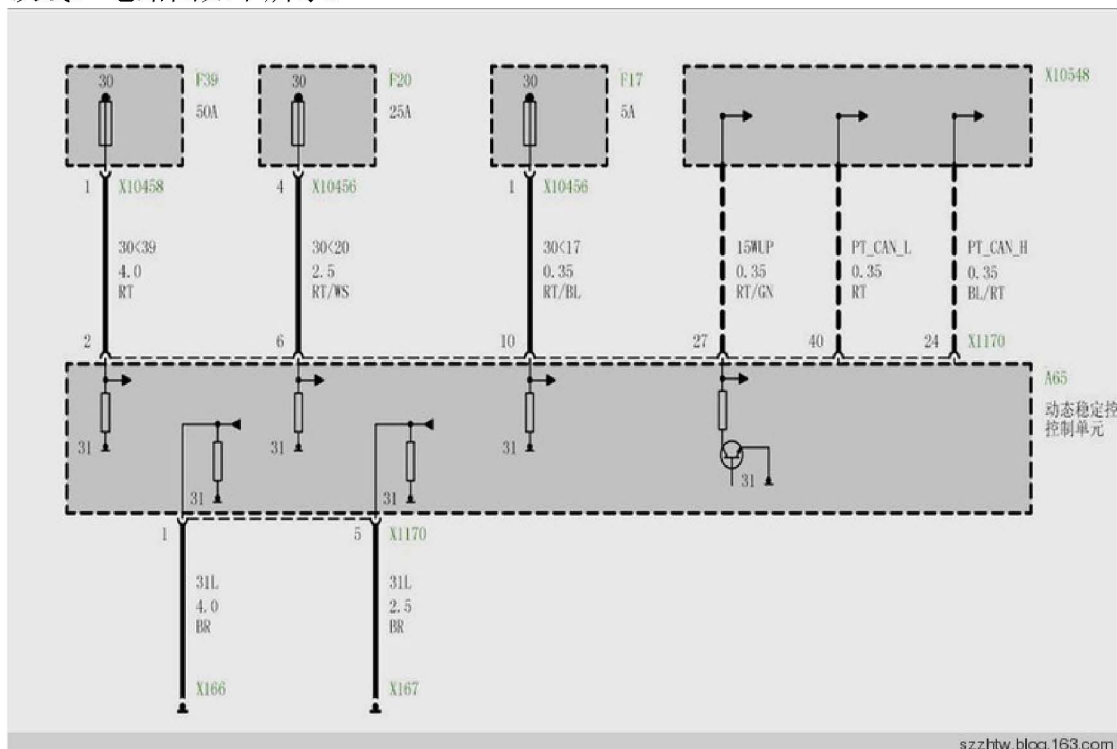 30
F39
30
F20
30
F17
X10548
50A
25A
5A
1
X10458
4
X10456
1
X10456
30<39
4.0
RT
30<20
2.5
RT/WS
30<17
0.35
RT/BL
15WUP
0.35
RT/GN
PT_CAN_L
0.35
RT
PT_CAN_H
0.35
BL/RT
2
6
10
27
40
24
X1170
A65
动态稳定控
控制单元
31
31
31
31
31
31
1
5
X1170
31L
4.0
BR
31L
2.5
BR
X166
X167
szzhtw.blog.163.com